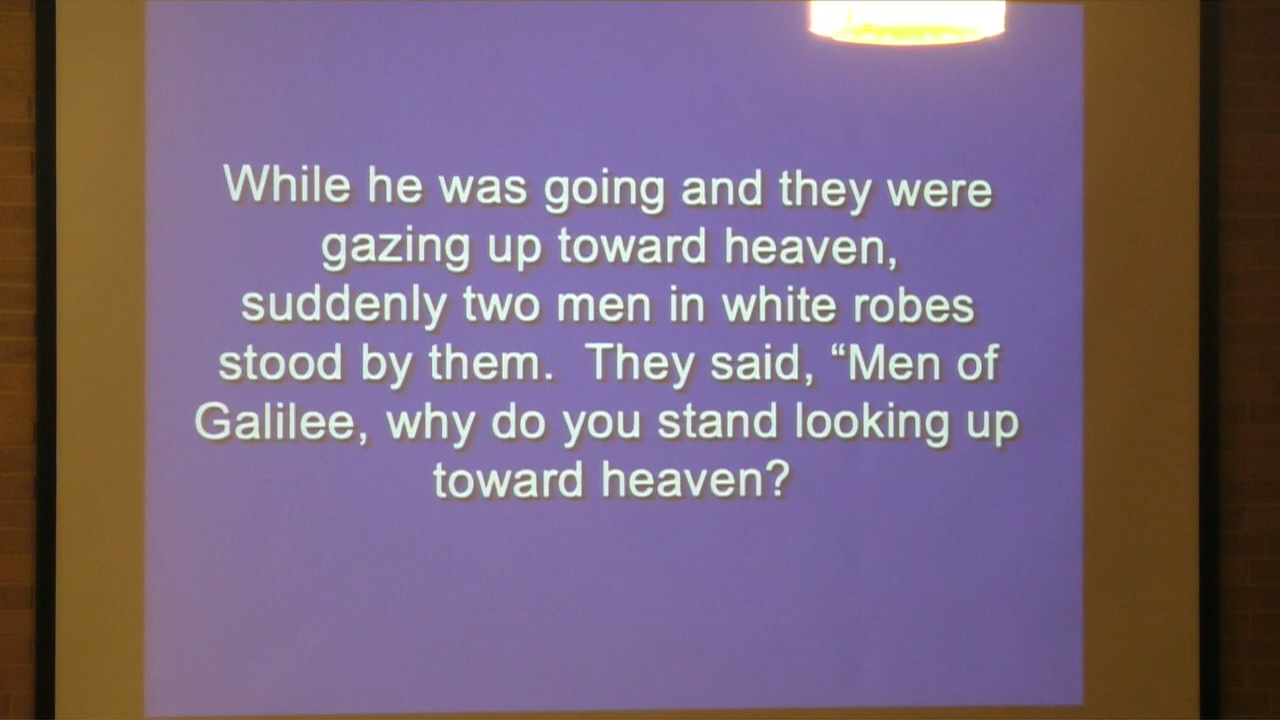 While he was going and they were
gazing up toward heaven,
suddenly two men in white robes
stood by them.  They said, “Men of
Galilee, why do you stand looking up
toward heaven?